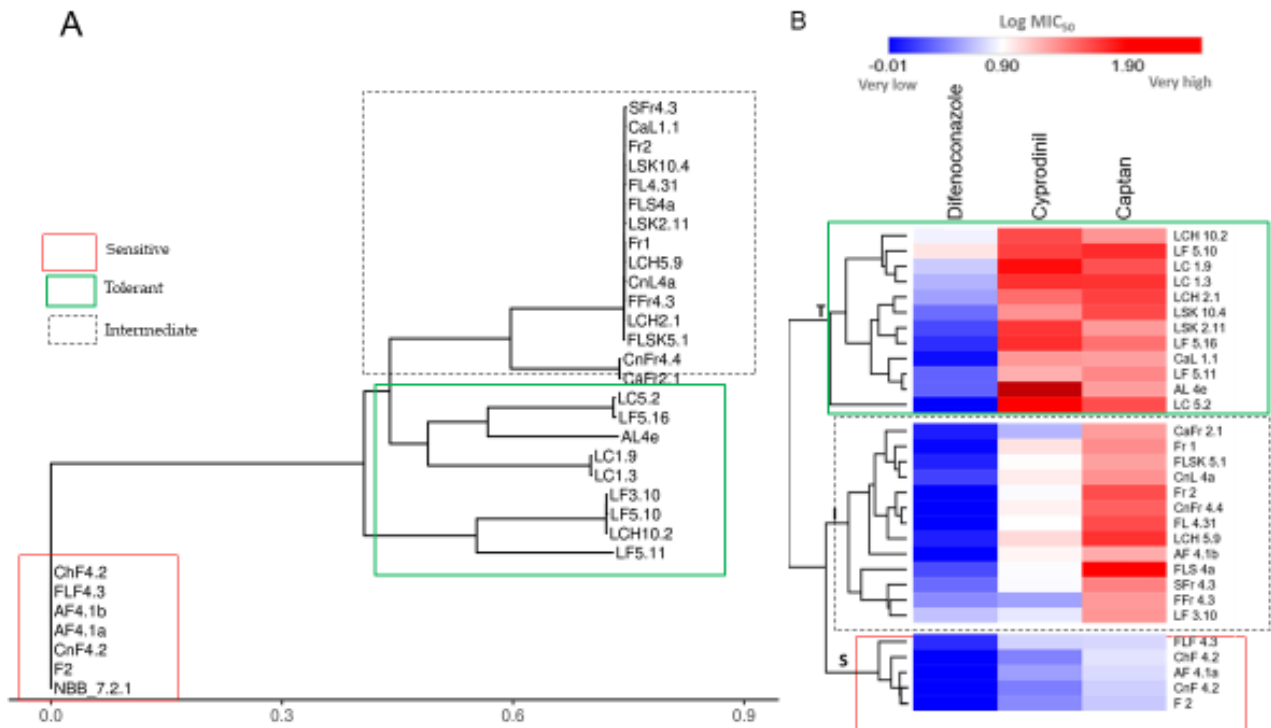 A
Sensitive
Tolerant
Intermediate
SFr4.3
CaL1.1
Fr2
LSK10.4
FL4.31
FLS4a
LSK2.11
Fr1
LCH5.9
CnL4a
FFr4.3
LCH2.1
FLSK5.1
CnFr4.4
CaFr2.1
LC5.2
LF5.16
AL4e
LC1.9
LC1.3
LF3.10
LF5.10
LCH10.2
LF5.11
ChF4.2
FLF4.3
AF4.1b
AF4.1a
CnF4.2
F2
NBB_7.2.1
0.0 0.3 0.6 0.9
B
Log MIC50
-0.01 0.90 1.90
Very low Very high
Difenoconazole Cyprodinil Captan
T
LCH 10.2
LF 5.10
LC 1.9
LC 1.3
LCH 2.1
LSK 10.4
LSK 2.11
LF 5.16
CaL 1.1
LF 5.11
AL 4e
LC 5.2
I
CaFr 2.1
Fr 1
FLSK 5.1
CnL 4a
Fr 2
CnFr 4.4
FL 4.31
LCH 5.9
AF 4.1b
FLS 4a
SFr 4.3
FFr 4.3
LF 3.10
S
FLF 4.3
ChF 4.2
AF 4.1a
CnF 4.2
F 2